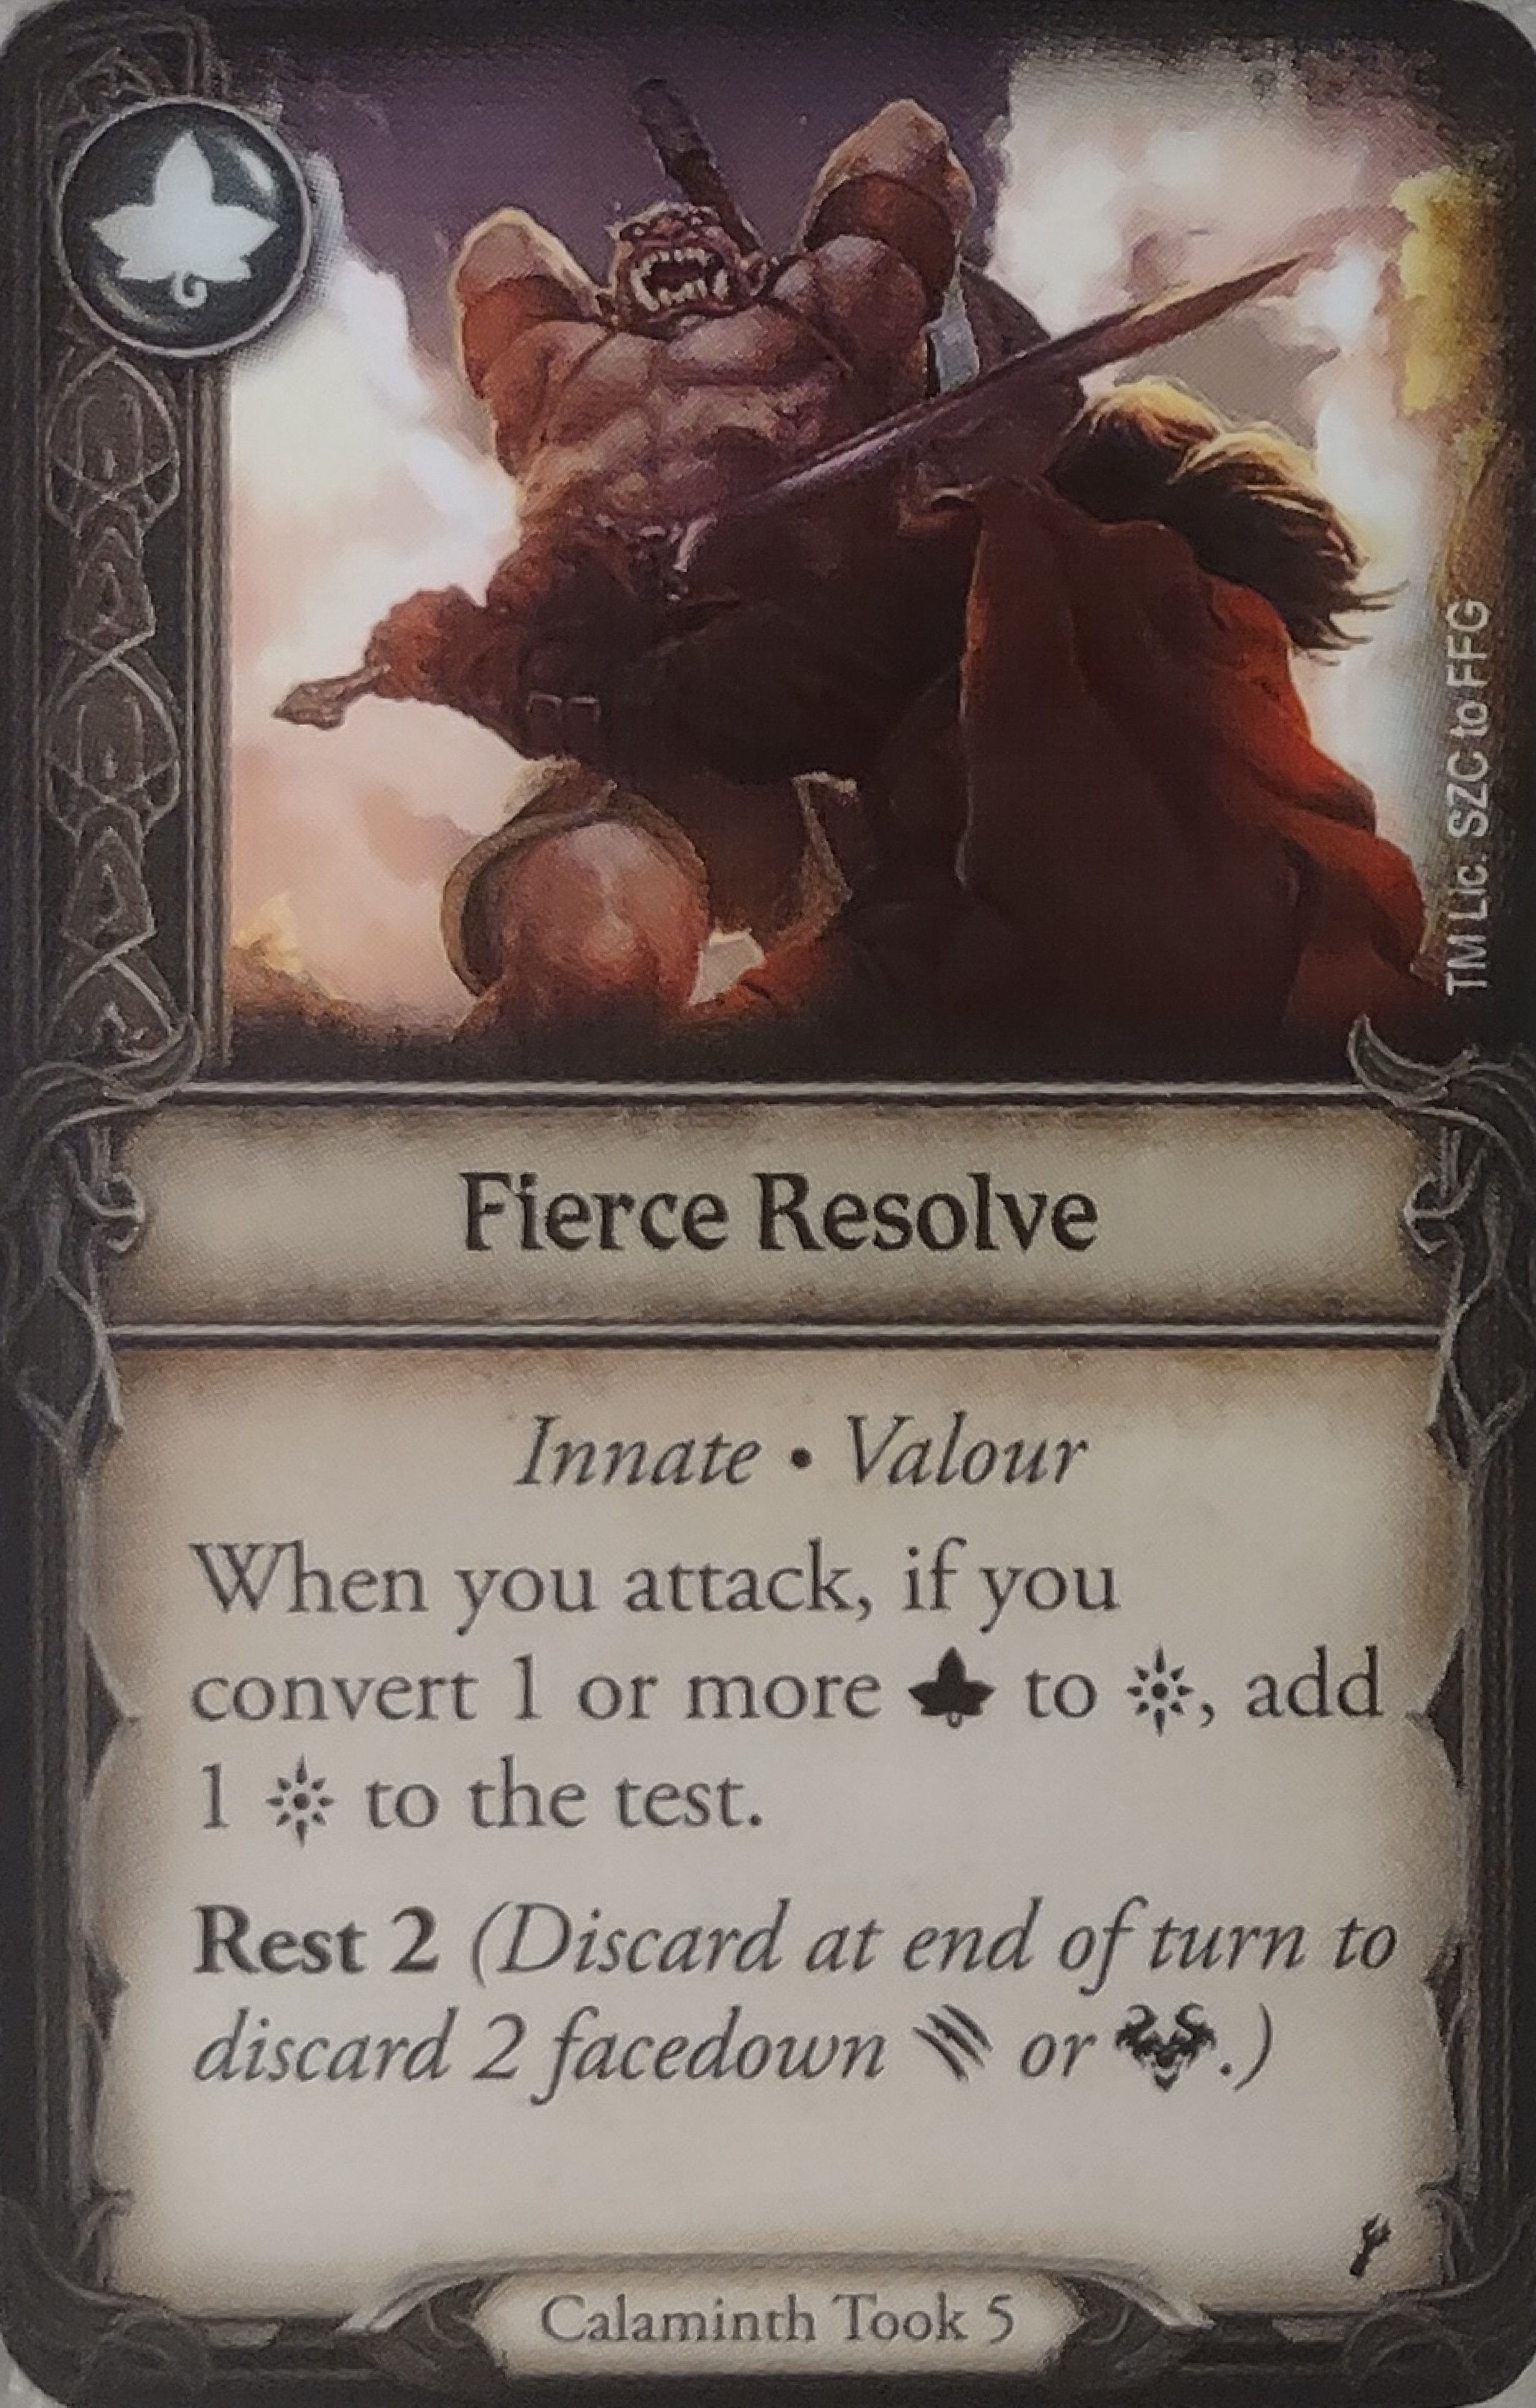 TM Lic. SZC to FFG
Fierce Resolve
Innate • Valour
When you attack, if you
convert 1 or more to , add
1 to the test.
Rest 2 (Discard at end of turn to
discard 2 facedown or .)
Calaminth Took 5